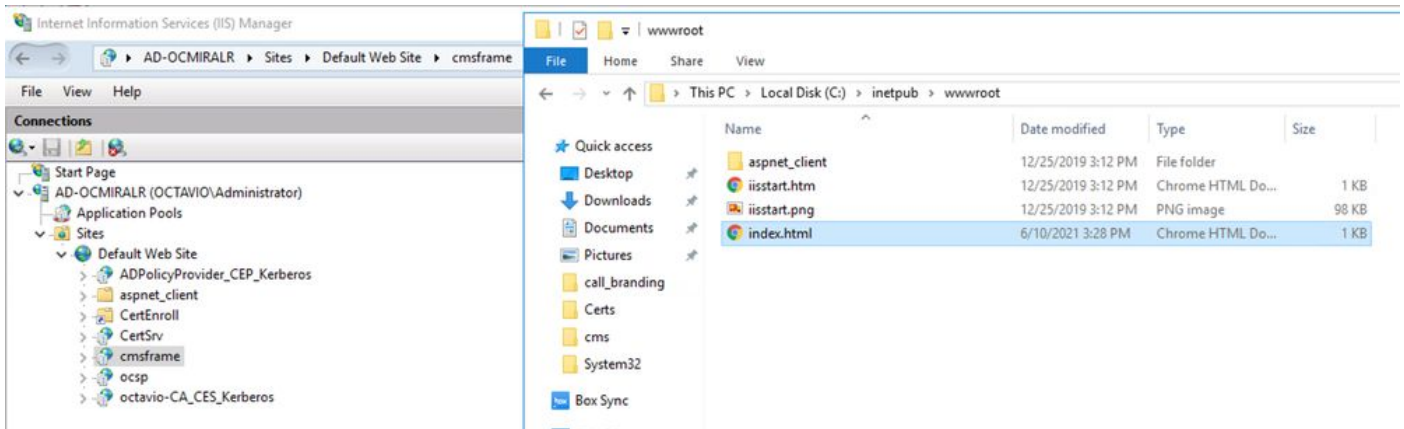 Internet Information Services (IIS) Manager
AD-OCMIRALR Sites Default Web Site cmsframe
File View Help
Connections
Start Page
AD-OCMIRALR (OCTAVIO\Administrator)
Application Pools
Sites
Default Web Site
ADPolicyProvider_CEP_Kerberos
aspnet_client
CertEnroll
CertSrv
cmsframe
ocsp
octavio-CA_CES_Kerberos
wwwroot
File Home Share View
This PC > Local Disk (C:) > inetpub > wwwroot
Quick access
Desktop
Downloads
Documents
Pictures
call_branding
Certs
cms
System32
Box Sync
Name Date modified Type Size
aspnet_client 12/25/2019 3:12 PM File folder
iisstart.htm 12/25/2019 3:12 PM Chrome HTML Do... 1 KB
iisstart.png 12/25/2019 3:12 PM PNG image 98 KB
index.html 6/10/2021 3:28 PM Chrome HTML Do... 1 KB